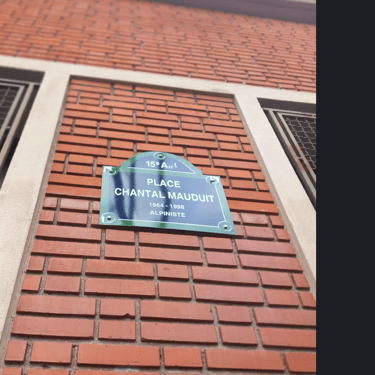 15e Arrt
PLACE
CHANTAL MAUDUIT
1964 - 1998
ALPINISTE